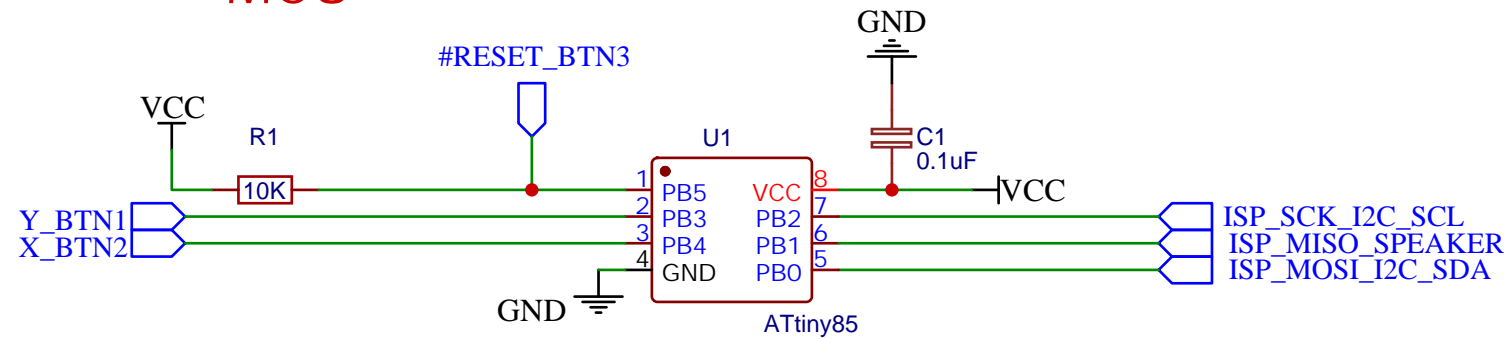 MCU
GND
#RESET_BTN3
VCC
R1
U1
C1
0.1uF
10K
1
PB5
VCC
8
VCC
Y_BTN1
2
PB3
PB2
7
ISP_SCK_I2C_SCL
X_BTN2
3
PB4
PB1
6
ISP_MISO_SPEAKER
4
GND
PB0
5
ISP_MOSI_I2C_SDA
GND
ATtiny85